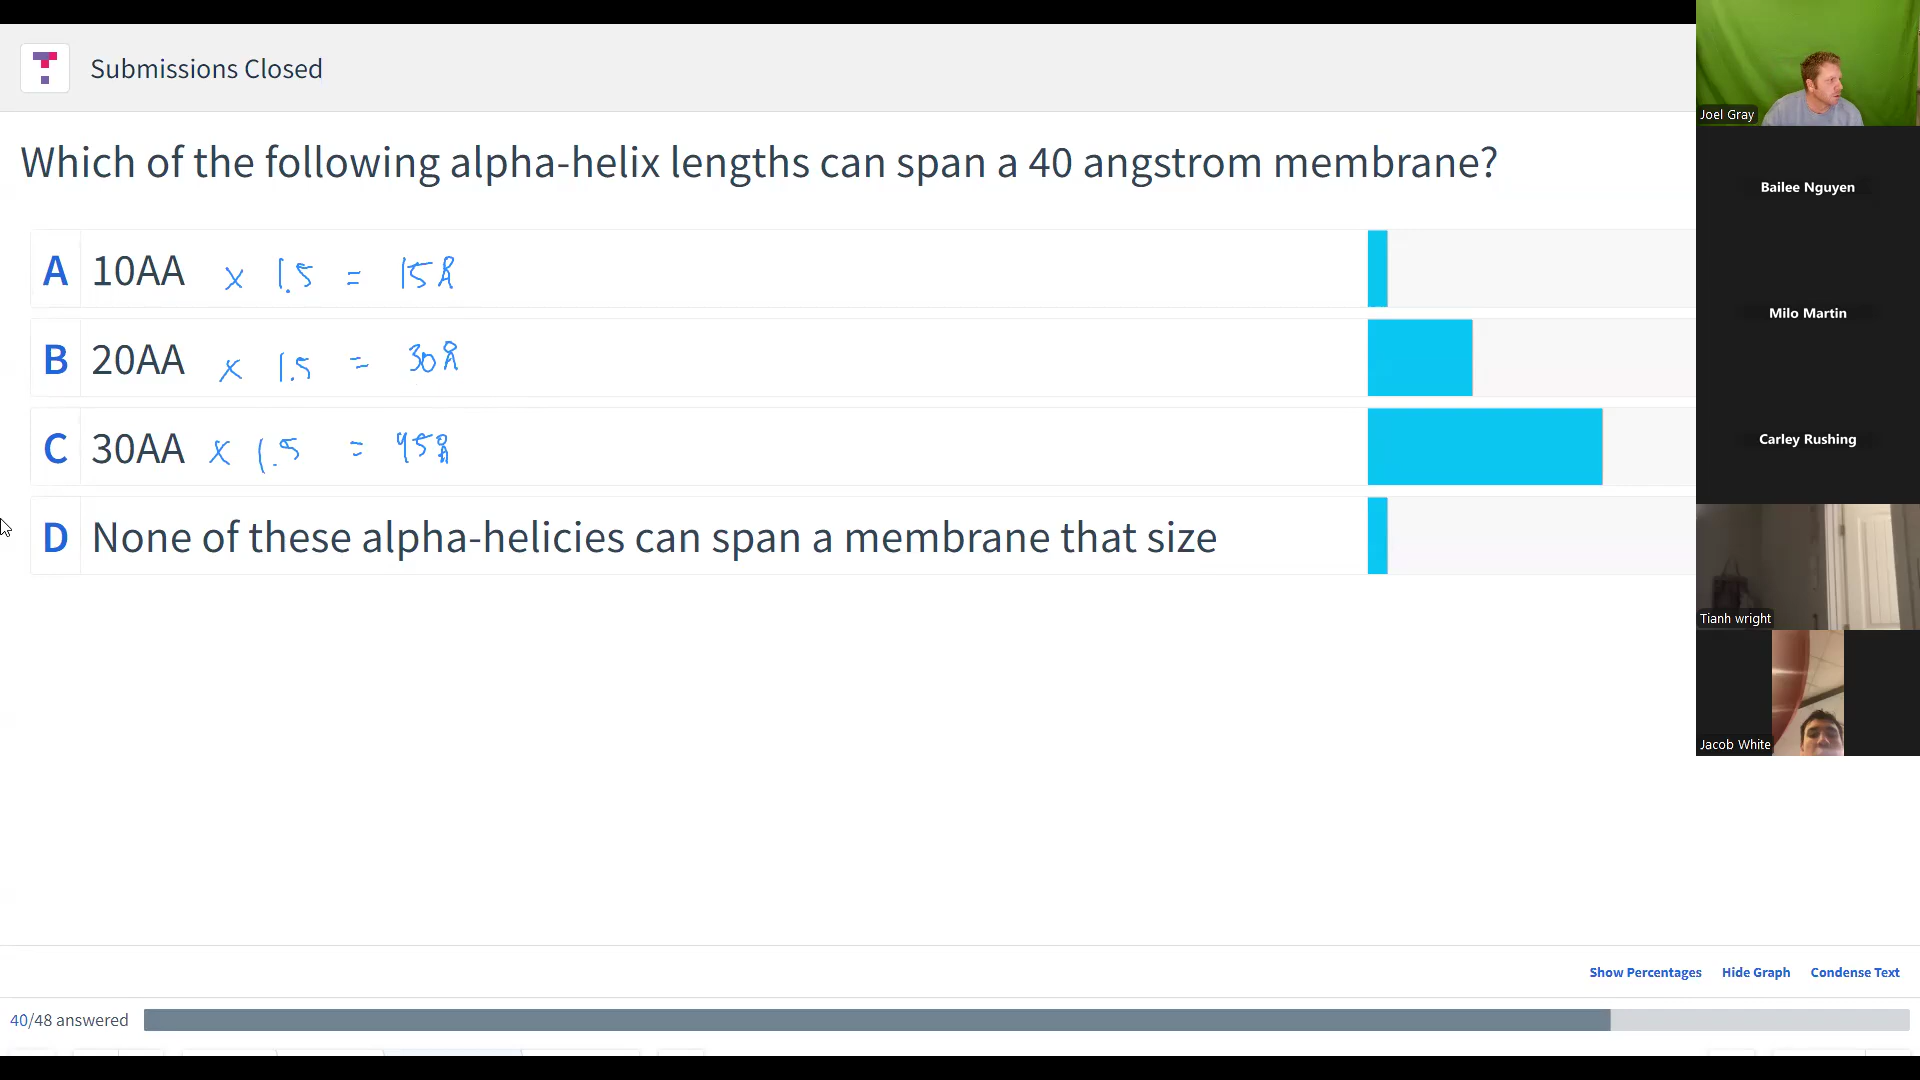 Submissions Closed
Which of the following alpha-helix lengths can span a 40 angstrom membrane?
A 10AA x 1.5 = 15Å
B 20AA x 1.5 = 30Å
C 30AA x 1.5 = 45Å
D None of these alpha-helicies can span a membrane that size
Show Percentages Hide Graph Condense Text
40/48 answered
Joel Gray
Bailee Nguyen
Milo Martin
Carley Rushing
Tianh wright
Jacob White